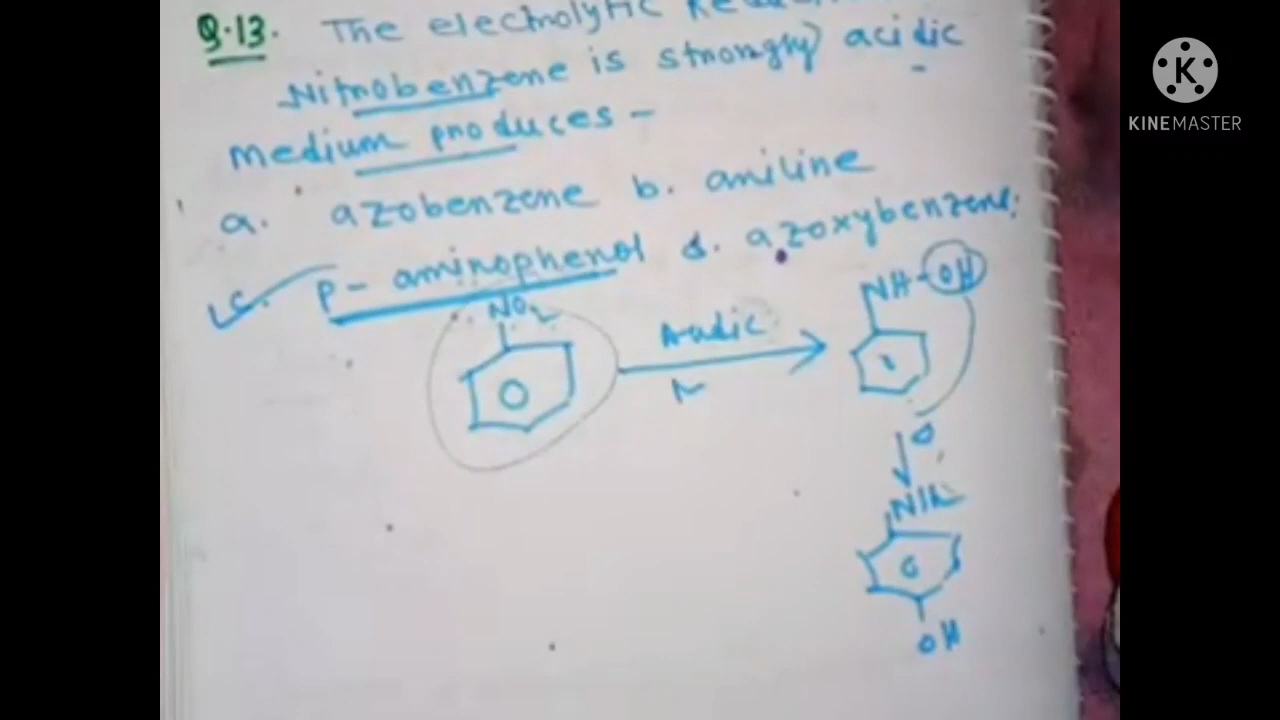 Q.13. The electrolytic
Nitrobenzene is strongly acidic
medium produces -
a. azobenzene b. aniline
c. p- aminophenol d. azoxybenzene.
NO2
Acidic
NH-OH
NH2
OH
KINEMASTER